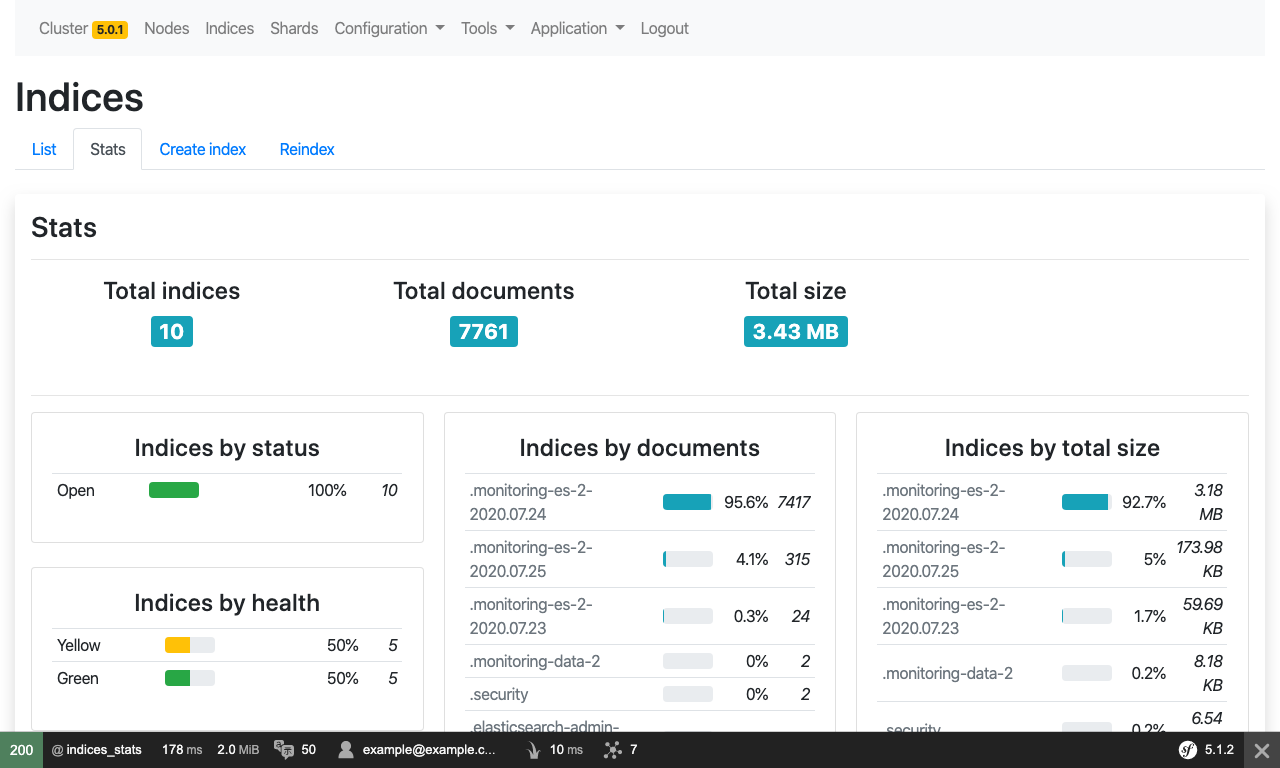 Cluster 5.0.1 Nodes Indices Shards Configuration Tools Application Logout
Indices
List Stats Create index Reindex
Stats
Total indices Total documents Total size
10 7761 3.43 MB
Indices by status
Open 100% 10
Indices by health
Yellow 50% 5
Green 50% 5
Indices by documents
.monitoring-es-2-
2020.07.24 95.6% 7417
.monitoring-es-2-
2020.07.25 4.1% 315
.monitoring-es-2-
2020.07.23 0.3% 24
.monitoring-data-2 0% 2
.security 0% 2
.elasticsearch-admin-
Indices by total size
.monitoring-es-2-
2020.07.24 92.7% 3.18
MB
.monitoring-es-2-
2020.07.25 5% 173.98
KB
.monitoring-es-2-
2020.07.23 1.7% 59.69
KB
.monitoring-data-2 0.2% 8.18
KB
.security 0.2% 6.54
200 @ indices_stats 178 ms 2.0 MiB 50 example@example.c... 10 ms 7 sf 5.1.2